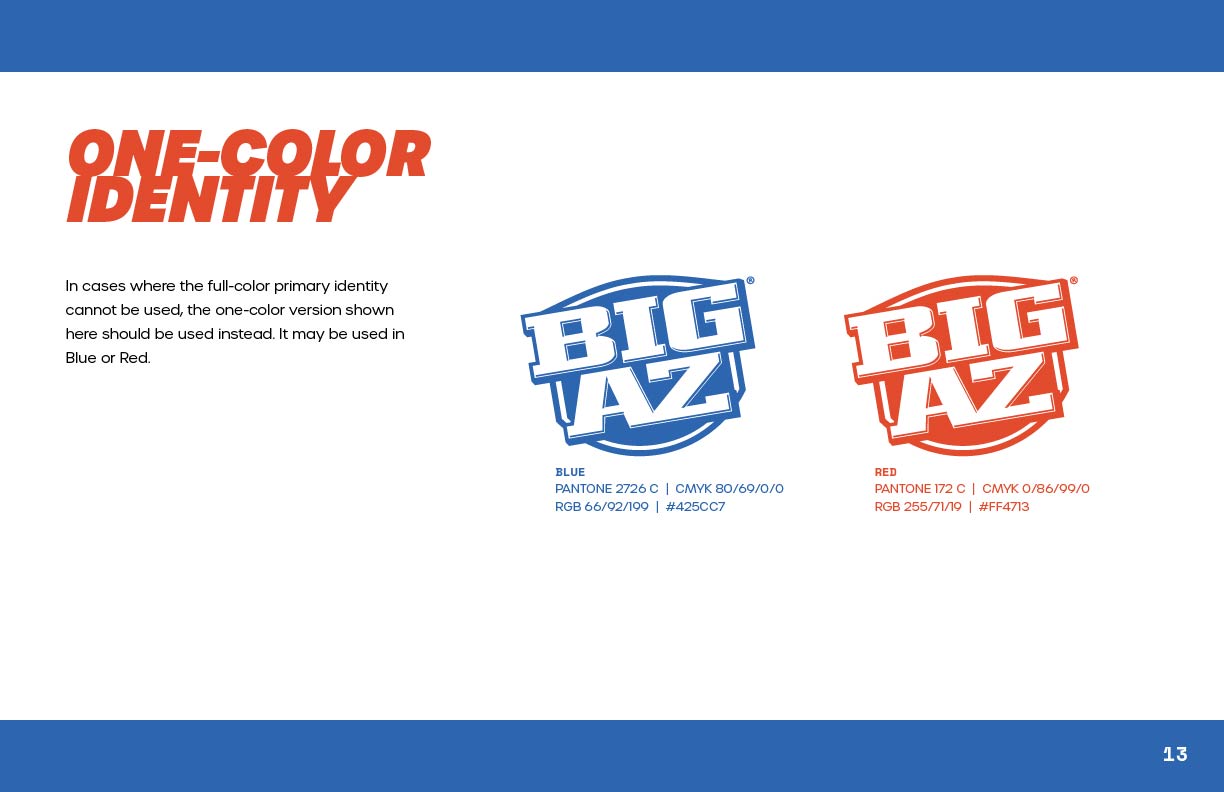 ONE-COLOR
IDENTITY
In cases where the full-color primary identity
cannot be used, the one-color version shown
here should be used instead. It may be used in
Blue or Red.
BIG ®
AZ
BLUE
PANTONE 2726 C | CMYK 80/69/0/0
RGB 66/92/199 | #425CC7
BIG ®
AZ
RED
PANTONE 172 C | CMYK 0/86/99/0
RGB 255/71/19 | #FF4713
13